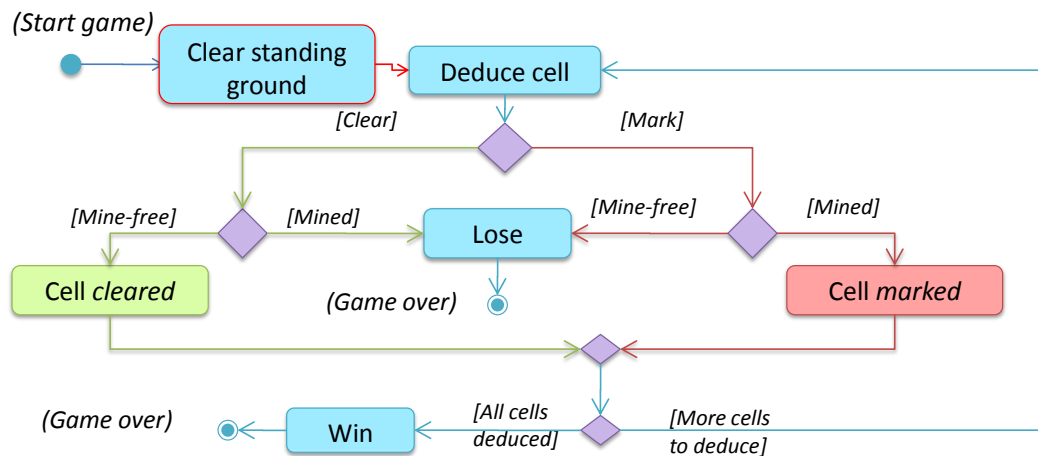 (Start game)
Clear standing
ground
Deduce cell
[Clear]
[Mark]
[Mine-free]
[Mined]
Lose
[Mine-free]
[Mined]
Cell cleared
(Game over)
Cell marked
(Game over)
Win
[All cells
deduced]
[More cells
to deduce]